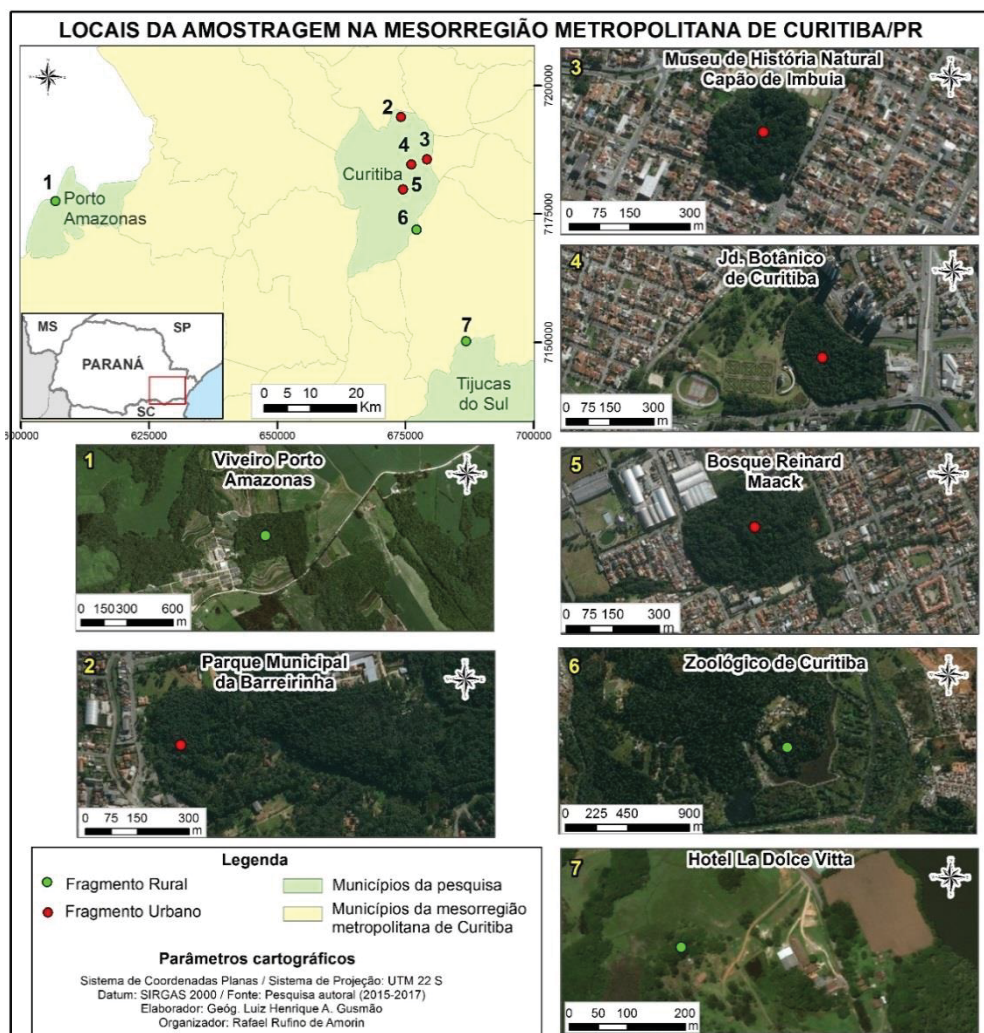 LOCAIS DA AMOSTRAGEM NA MESORREGIÃO METROPOLITANA DE CURITIBA/PR
7200000
7175000
7150000
600000
625000
650000
675000
700000
1
Porto
Amazonas
2
3
4
Curitiba
5
6
7
Tijucas
do Sul
MS
SP
PARANÁ
SC
0 5 10 20
Km
1
Viveiro Porto
Amazonas
0 150 300 600
m
2
Parque Municipal
da Barreirinha
0 75 150 300
m
3
Museu de História Natural
Capão de Imbuia
0 75 150 300
m
4
Jd. Botânico
de Curitiba
0 75 150 300
m
5
Bosque Reinard
Maack
0 75 150 300
m
6
Zoológico de Curitiba
0 225 450 900
m
7
Hotel La Dolce Vitta
0 50 100 200
m
Legenda
Fragmento Rural
Fragmento Urbano
Municípios da pesquisa
Municípios da mesorregião
metropolitana de Curitiba
Parâmetros cartográficos
Sistema de Coordenadas Planas / Sistema de Projeção: UTM 22 S
Datum: SIRGAS 2000 / Fonte: Pesquisa autoral (2015-2017)
Elaborador: Geóg. Luiz Henrique A. Gusmão
Organizador: Rafael Rufino de Amorin